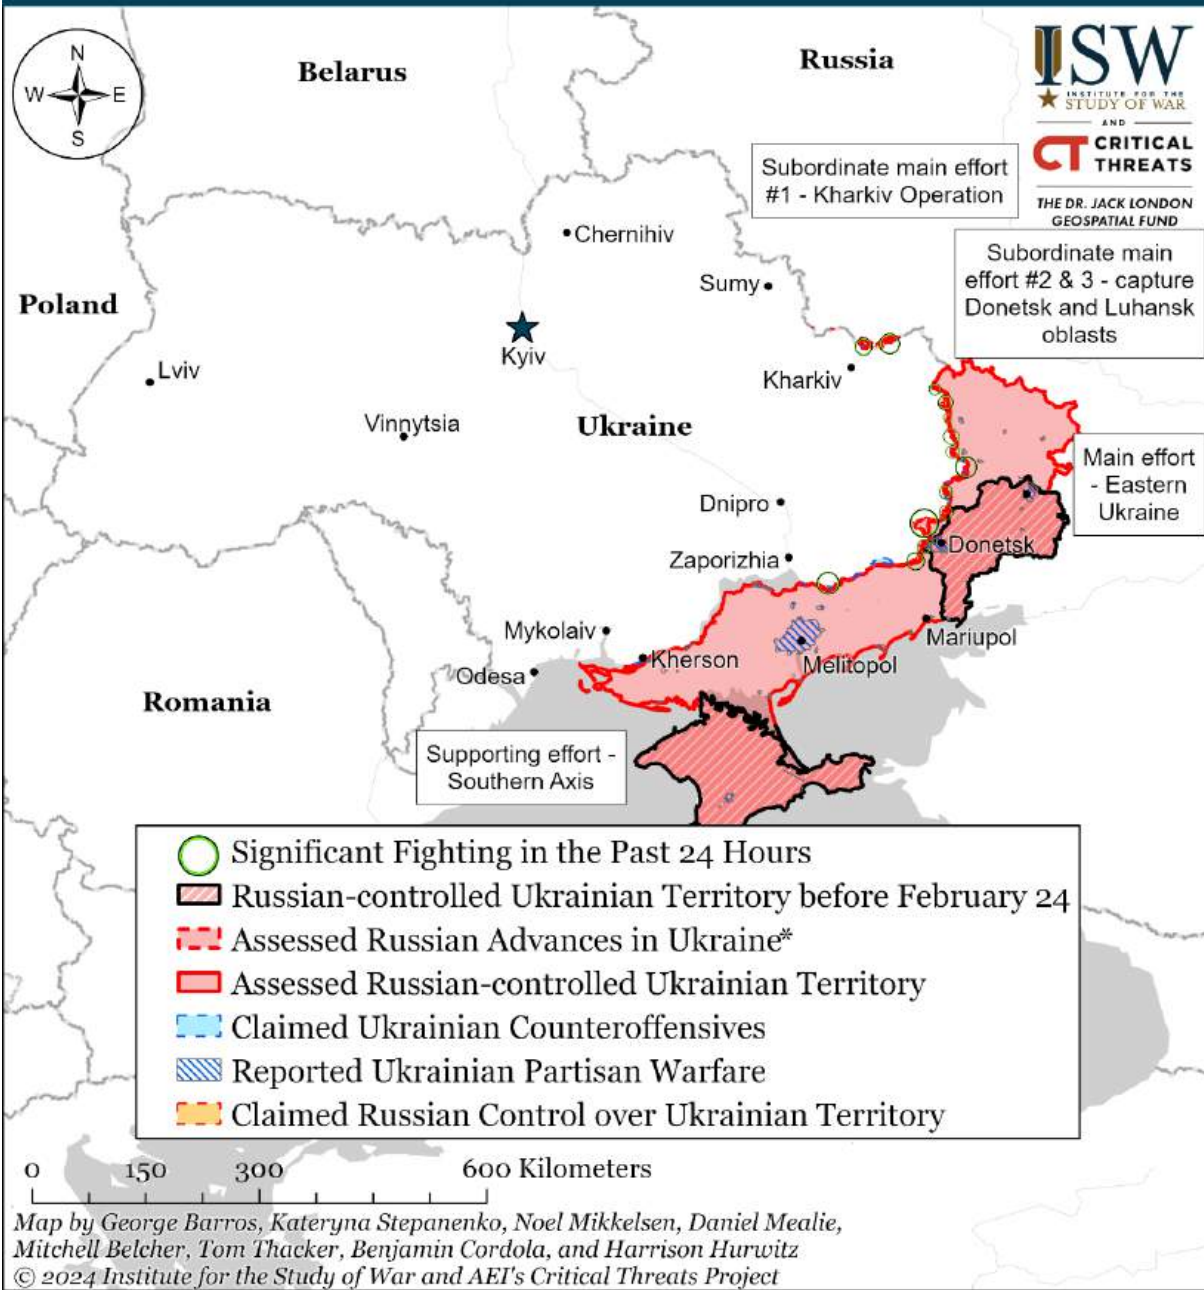 N
W
E
S
Belarus
Russia
ISW
INSTITUTE FOR THE
STUDY OF WAR
AND
CT CRITICAL
THREATS
THE DR. JACK LONDON
GEOSPATIAL FUND
Subordinate main effort
#1 - Kharkiv Operation
Subordinate main
effort #2 & 3 - capture
Donetsk and Luhansk
oblasts
Chernihiv
Sumy
Poland
Kyiv
Lviv
Kharkiv
Vinnytsia
Ukraine
Main effort
- Eastern
Ukraine
Dnipro
Donetsk
Zaporizhia
Mykolaiv
Mariupol
Kherson
Melitopol
Odesa
Romania
Supporting effort -
Southern Axis
Significant Fighting in the Past 24 Hours
Russian-controlled Ukrainian Territory before February 24
Assessed Russian Advances in Ukraine*
Assessed Russian-controlled Ukrainian Territory
Claimed Ukrainian Counteroffensives
Reported Ukrainian Partisan Warfare
Claimed Russian Control over Ukrainian Territory
0 150 300 600 Kilometers
Map by George Barros, Kateryna Stepanenko, Noel Mikkelsen, Daniel Mealie,
Mitchell Belcher, Tom Thacker, Benjamin Cordola, and Harrison Hurwitz
© 2024 Institute for the Study of War and AEI's Critical Threats Project